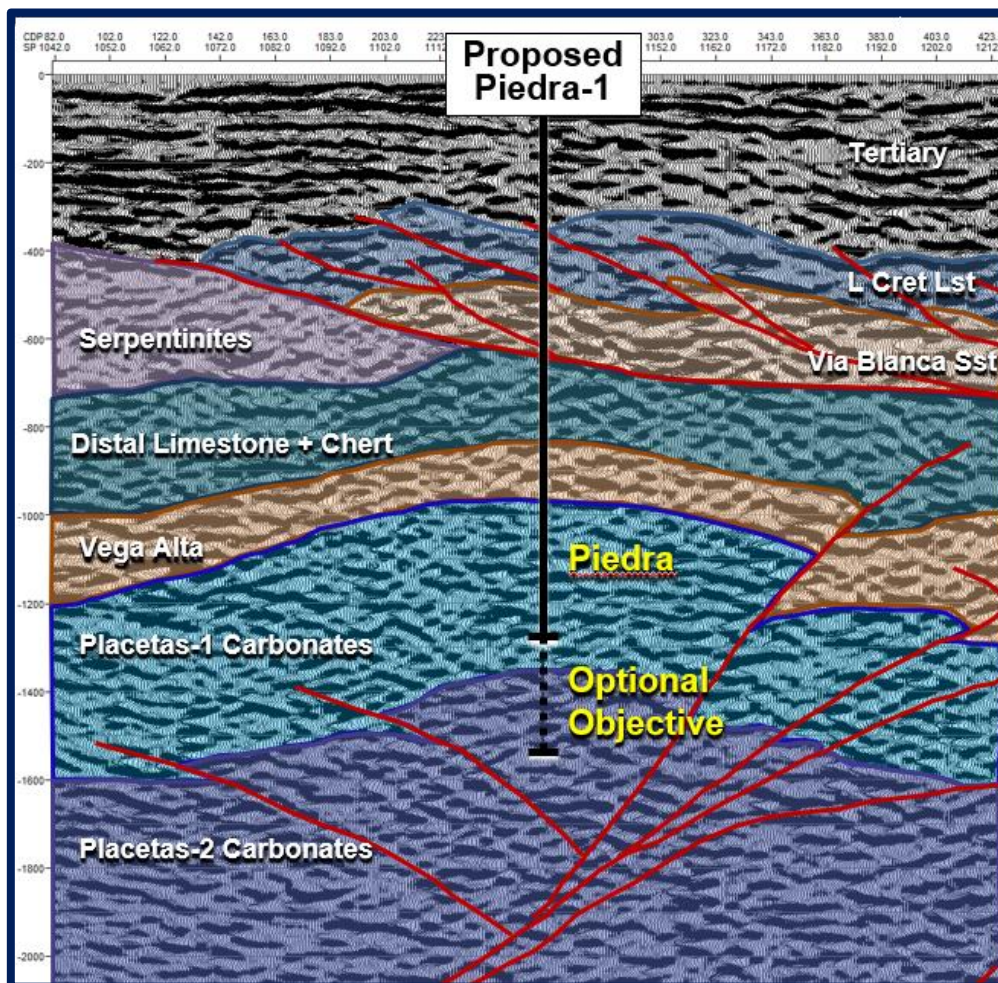 CDP 82.0 102.0 122.0 142.0 163.0 183.0 203.0 223 303.0 323.0 343.0 363.0 383.0 403.0 423.
SP 1042.0 1052.0 1062.0 1072.0 1082.0 1092.0 1102.0 1112 1152.0 1162.0 1172.0 1182.0 1192.0 1202.0 1212.
Proposed
Piedra-1
0
Tertiary
-200
-400
L Cret Lst
Serpentinites
-600
Via Blanca Sst
-800
Distal Limestone + Chert
-1000
Vega Alta
Piedra
-1200
Placetas-1 Carbonates
-1400
Optional
Objective
-1600
Placetas-2 Carbonates
-1800
-2000